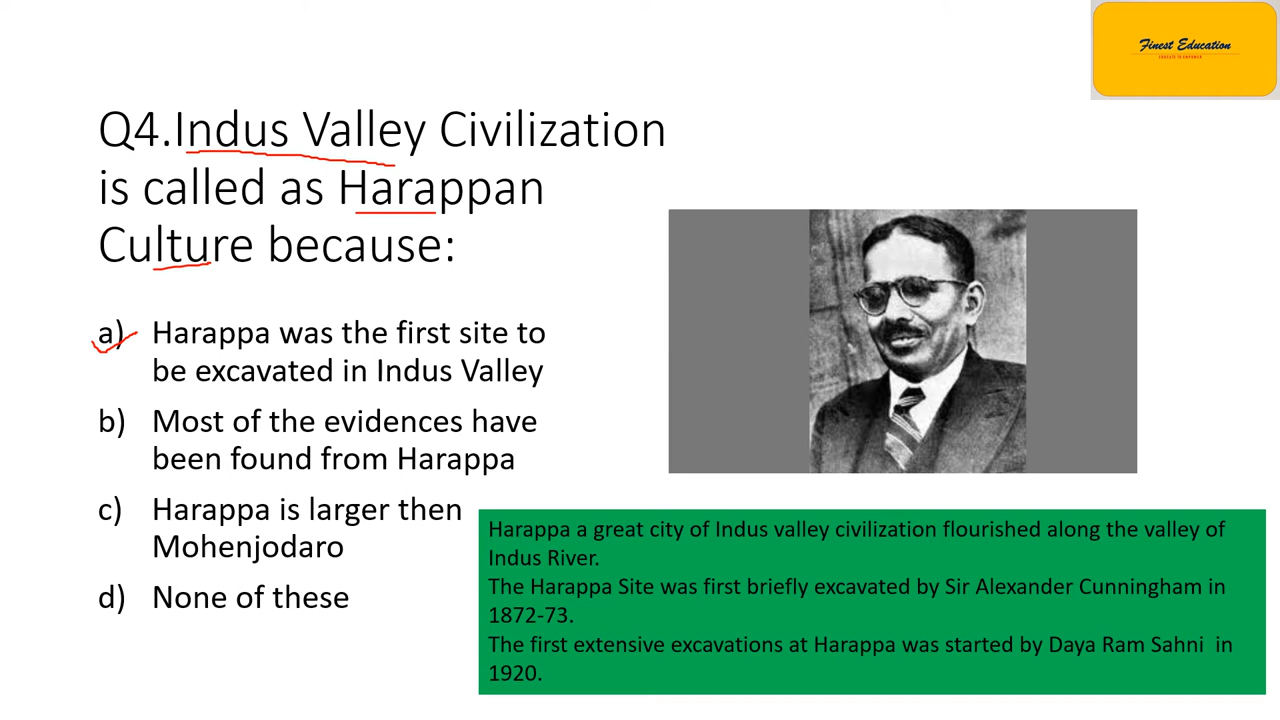 Finest Education
EDUCATE TO EMPOWER
Q4.Indus Valley Civilization
is called as Harappan
Culture because:
a) Harappa was the first site to
be excavated in Indus Valley
b) Most of the evidences have
been found from Harappa
c) Harappa is larger then
Mohenjodaro
d) None of these
Harappa a great city of Indus valley civilization flourished along the valley of
Indus River.
The Harappa Site was first briefly excavated by Sir Alexander Cunningham in
1872-73.
The first extensive excavations at Harappa was started by Daya Ram Sahni in
1920.